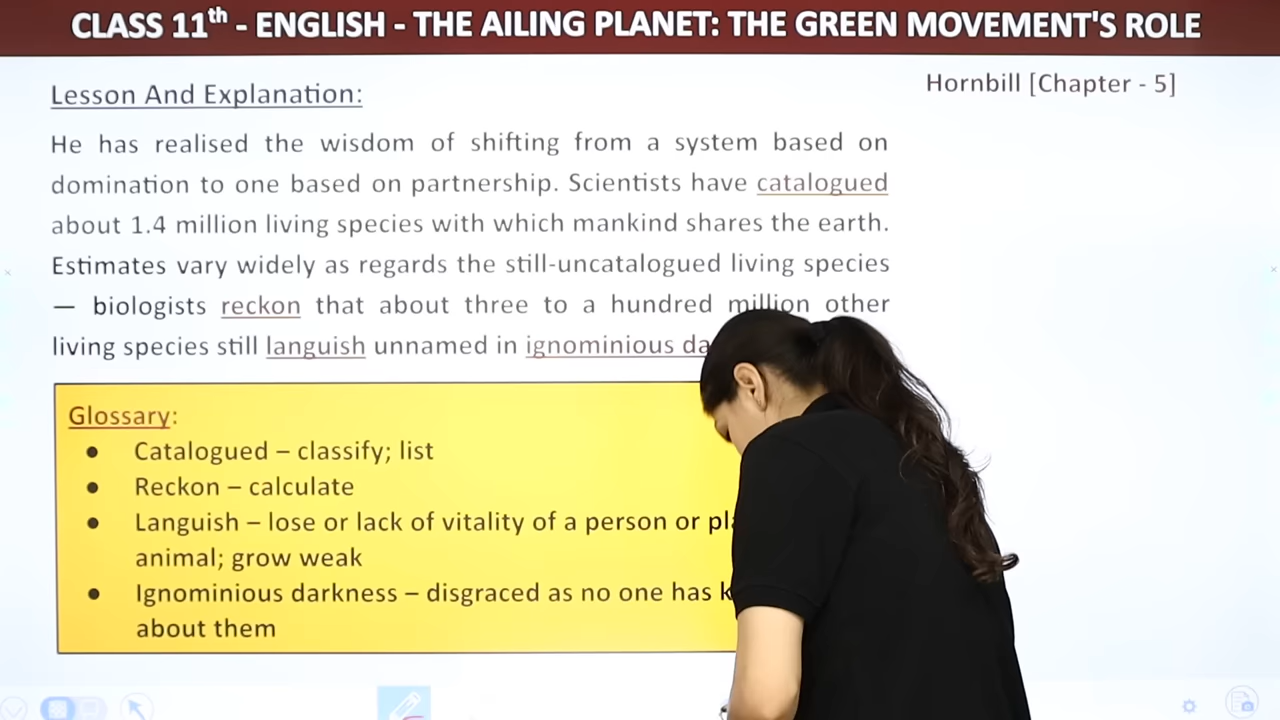 CLASS 11th - ENGLISH - THE AILING PLANET: THE GREEN MOVEMENT'S ROLE
Hornbill [Chapter - 5]
Lesson And Explanation:
He has realised the wisdom of shifting from a system based on
domination to one based on partnership. Scientists have catalogued
about 1.4 million living species with which mankind shares the earth.
Estimates vary widely as regards the still-uncatalogued living species
— biologists reckon that about three to a hundred million other
living species still languish unnamed in ignominious
Glossary:
● Catalogued – classify; list
● Reckon – calculate
● Languish – lose or lack of vitality of a person or
animal; grow weak
● Ignominious darkness – disgraced as no one has
about them